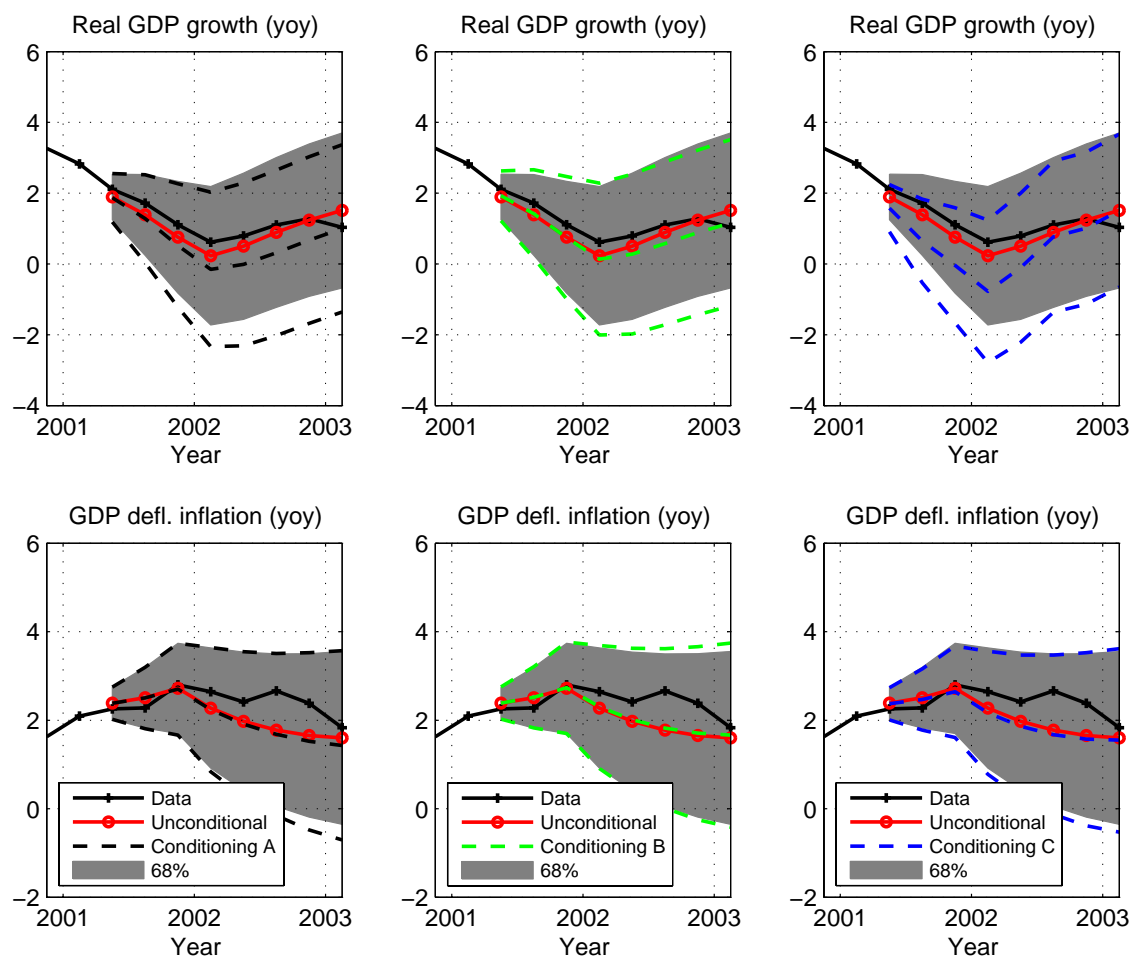 Real GDP growth (yoy) Real GDP growth (yoy) Real GDP growth (yoy)
6 6 6
4 4 4
2 2 2
0 0 0
−2 −2 −2
−4 −4 −4
2001 2002 2003 2001 2002 2003 2001 2002 2003
Year Year Year
GDP defl. inflation (yoy) GDP defl. inflation (yoy) GDP defl. inflation (yoy)
6 6 6
4 4 4
2 2 2
0 0 0
−2 −2 −2
Data Data Data
Unconditional Unconditional Unconditional
Conditioning A Conditioning B Conditioning C
68% 68% 68%
2001 2002 2003 2001 2002 2003 2001 2002 2003
Year Year Year